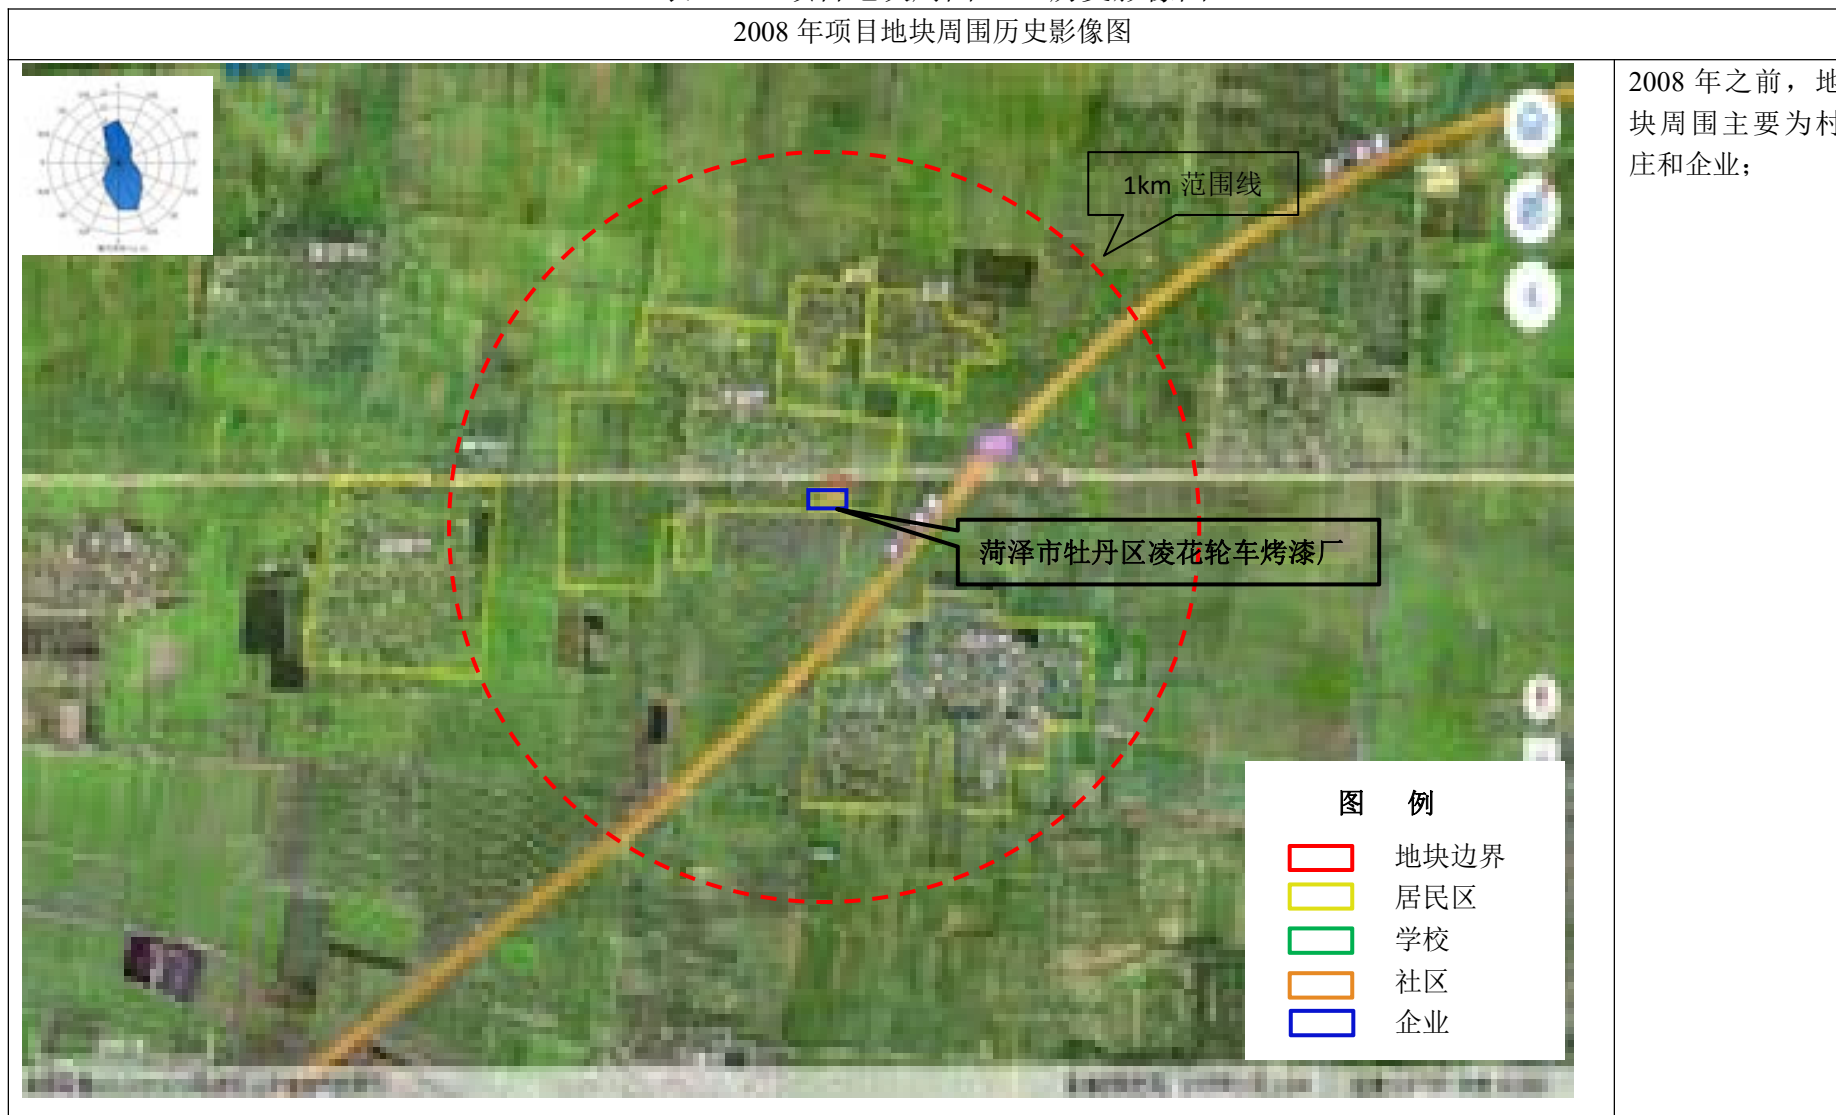 2008 年项目地块周围历史影像图
2008 年之前，地
块周围主要为村
庄和企业；
1km 范围线
菏泽市牡丹区凌花轮车烤漆厂
图 例
地块边界
居民区
学校
社区
企业